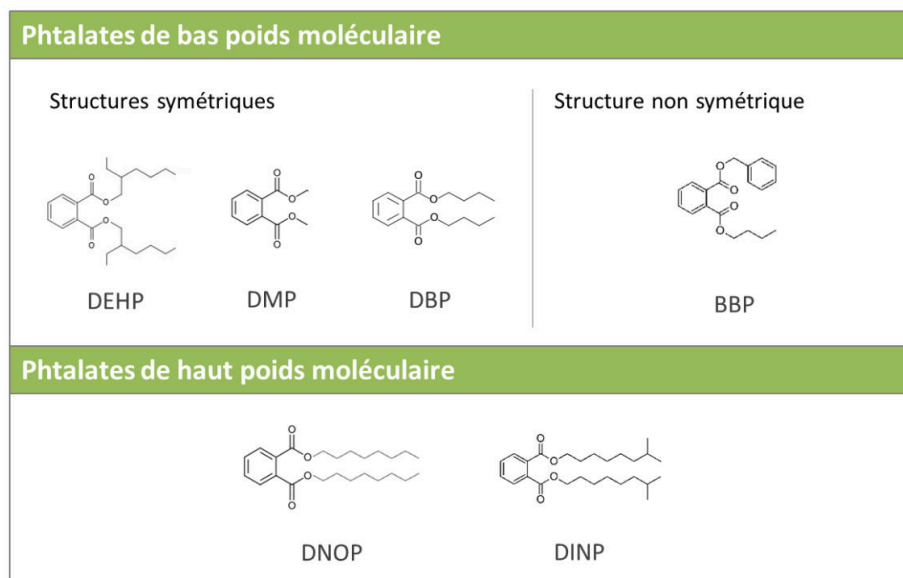 Phtalates de bas poids moléculaire
Structures symétriques
Structure non symétrique
O
O
O
O
DEHP
O
O
O
O
DMP
O
O
O
O
DBP
O
O
O
O
BBP
Phtalates de haut poids moléculaire
O
O
O
O
DNOP
O
O
O
O
DINP